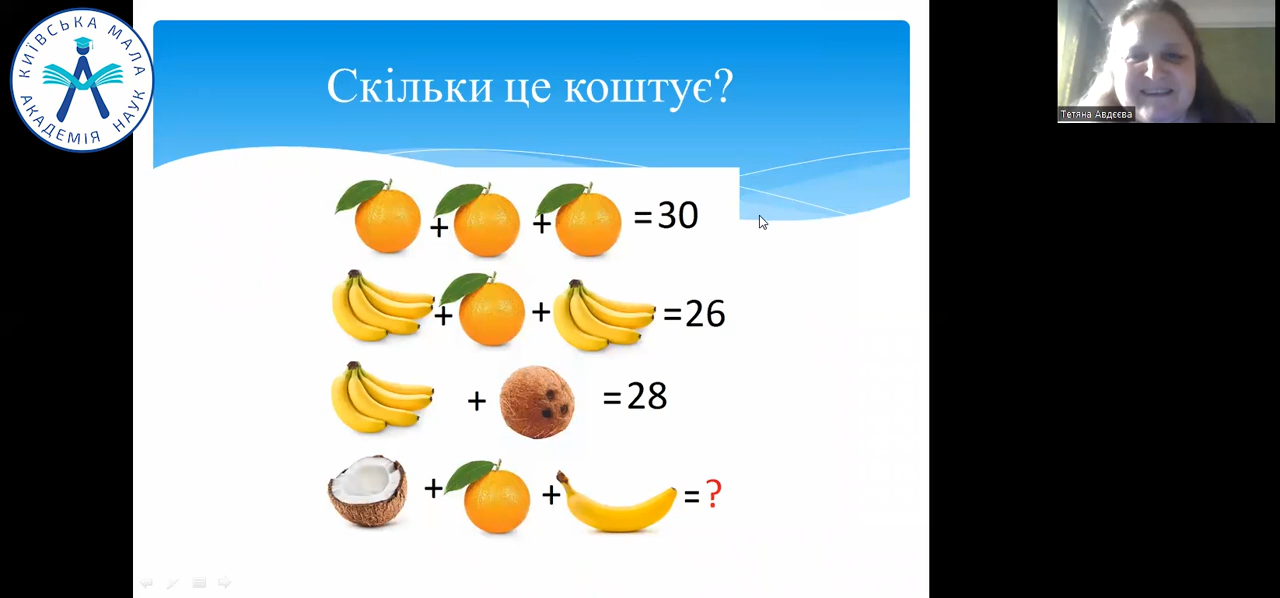 КИЇВСЬКА МАЛА
АКАДЕМІЯ НАУК
Скільки це коштує?
Тетяна Авдєєва
+ + =30
+ + =26
+ =28
+ + =?